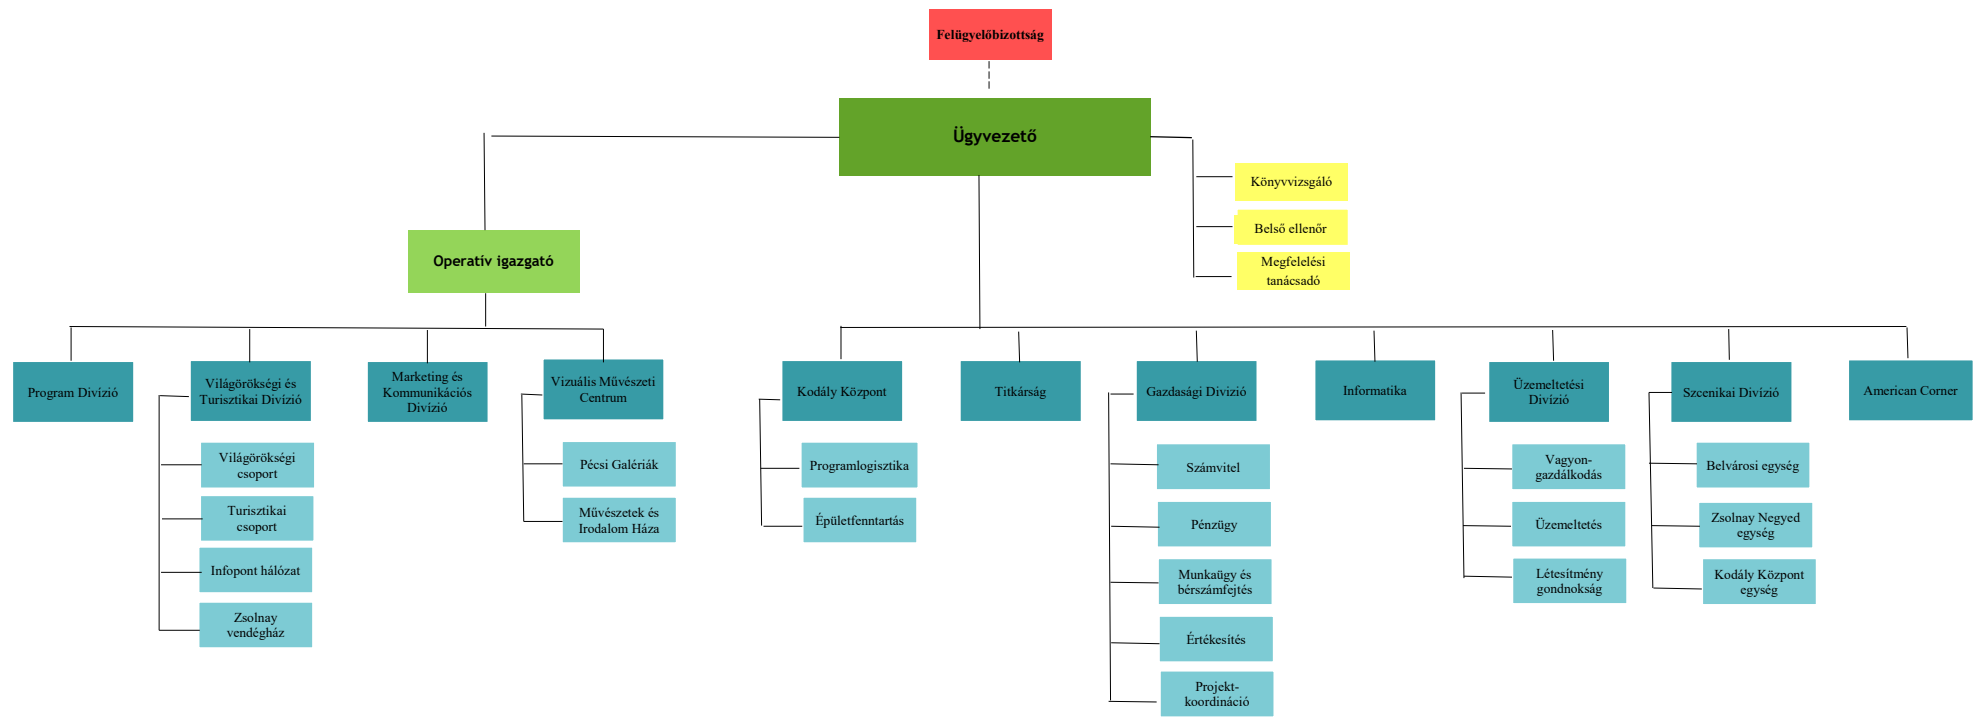 Felügyelőbizottság
Ügyvezető
Könyvvizsgáló
Belső ellenőr
Megfelelési
tanácsadó
Operatív igazgató
Program Divízió
Világörökségi és
Turisztikai Divízió
Marketing és
Kommunikációs
Divízió
Vizuális Művészeti
Centrum
Kodály Központ
Titkárság
Gazdasági Divizió
Informatika
Üzemeltetési
Divízió
Szcenikai Divízió
American Corner
Világörökségi
csoport
Turisztikai
csoport
Infopont hálózat
Zsolnay
vendégház
Pécsi Galériák
Művészetek és
Irodalom Háza
Programlogisztika
Épületfenntartás
Számvitel
Pénzügy
Munkaügy és
bérszámfejtés
Értékesítés
Projekt-
koordináció
Vagyon-
gazdálkodás
Üzemeltetés
Létesítmény
gondnokság
Belvárosi egység
Zsolnay Negyed
egység
Kodály Központ
egység